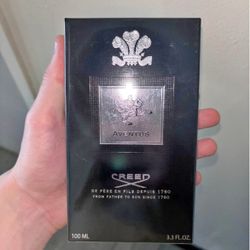 AVENTUS
CREED
DE PÈRE EN FILS DEPUIS 1760
FROM FATHER TO SON SINCE 1760
100 ML 3.3 FL.OZ.